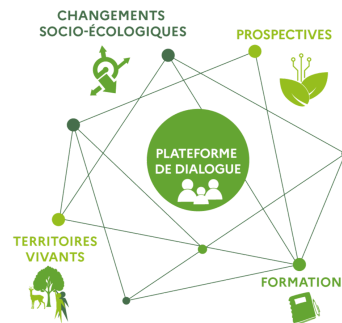 CHANGEMENTS
SOCIO-ÉCOLOGIQUES
PROSPECTIVES
PLATEFORME
DE DIALOGUE
TERRITOIRES
VIVANTS
FORMATION